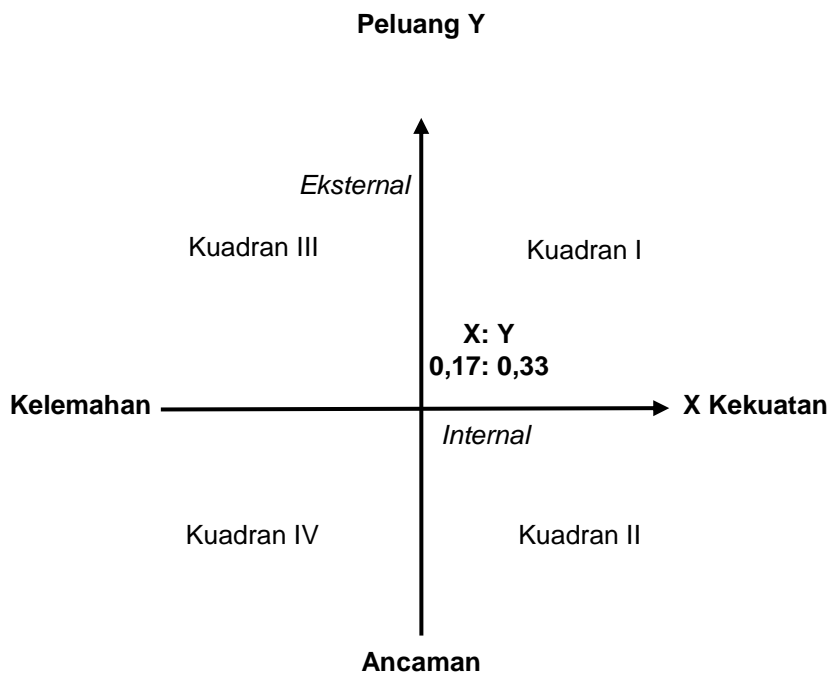 Peluang Y
Eksternal
Kuadran III
Kuadran I
X: Y
0,17: 0,33
Kelemahan
X Kekuatan
Internal
Kuadran IV
Kuadran II
Ancaman